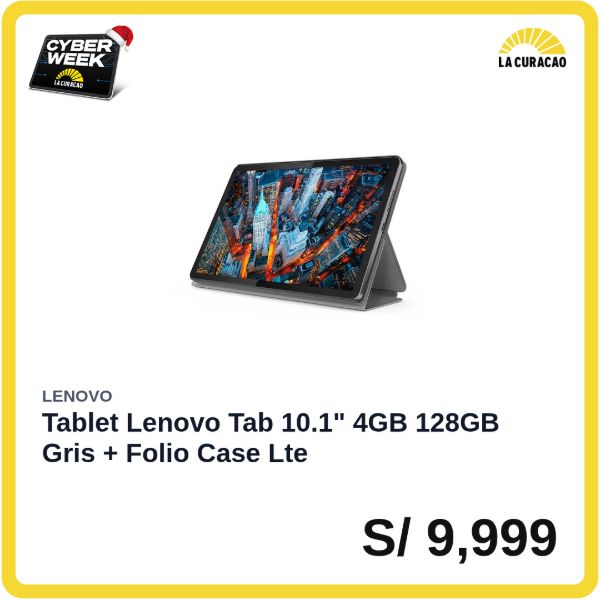 CYBER
WEEK
LA CURACAO
LA CURACAO
LENOVO
Tablet Lenovo Tab 10.1" 4GB 128GB
Gris + Folio Case Lte
S/ 9,999